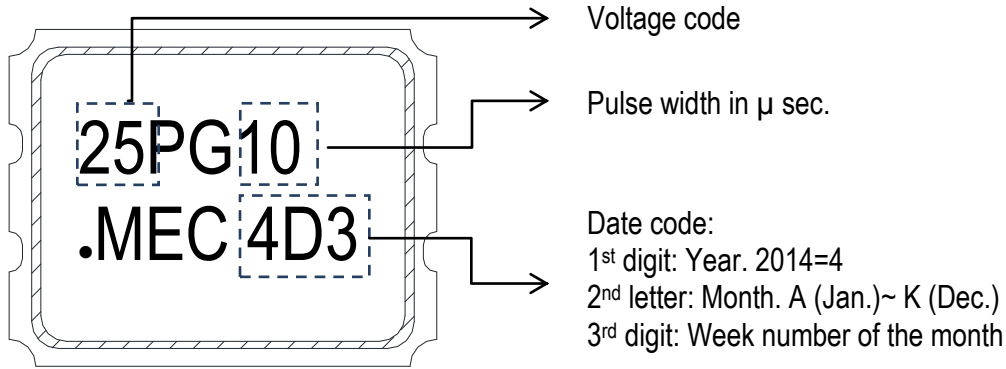 Voltage code
Pulse width in µ sec.
25PG10
.MEC 4D3
Date code:
1st digit: Year. 2014=4
2nd letter: Month. A (Jan.)~ K (Dec.)
3rd digit: Week number of the month